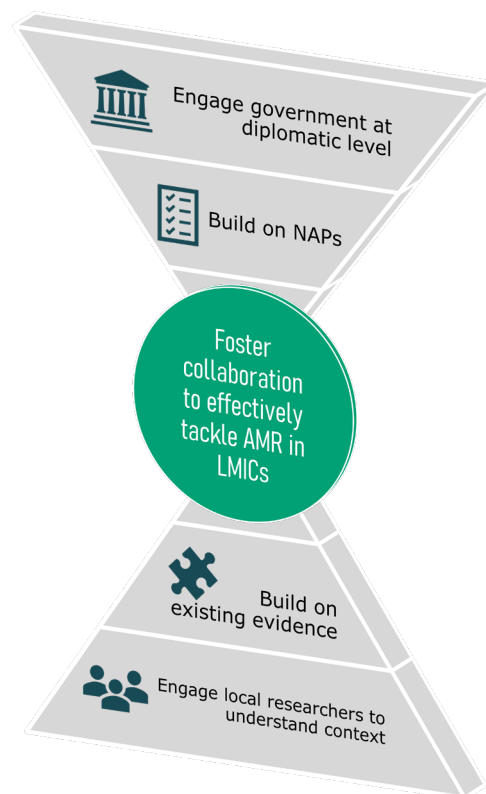 Engage government at
diplomatic level
Build on NAPs
Foster
collaboration
to effectively
tackle AMR in
LMICs
Build on
existing evidence
Engage local researchers to
understand context